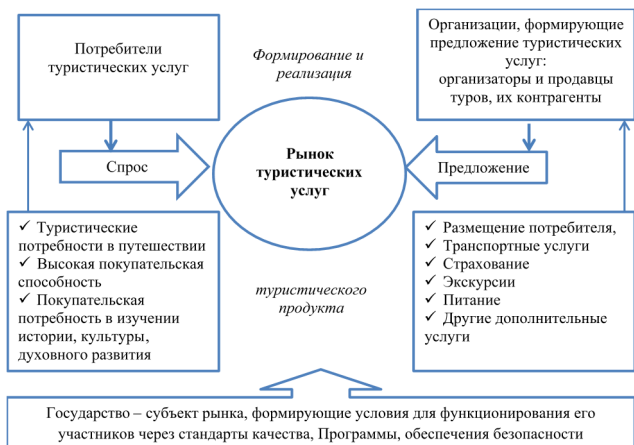 Потребители
туристических услуг
Формирование и
реализация
Организации, формирующие
предложение туристических
услуг:
организаторы и продавцы
туров, их контрагенты
Спрос
Рынок
туристических
услуг
Предложение
✓ Туристические
потребности в путешествии
✓ Высокая покупательская
способность
✓ Покупательская
потребность в изучении
истории, культуры,
духовного развития
туристического
продукта
✓ Размещение потребителя,
✓ Транспортные услуги
✓ Страхование
✓ Экскурсии
✓ Питание
✓ Другие дополнительные
услуги
Государство – субъект рынка, формирующие условия для функционирования его
участников через стандарты качества, Программы, обеспечения безопасности